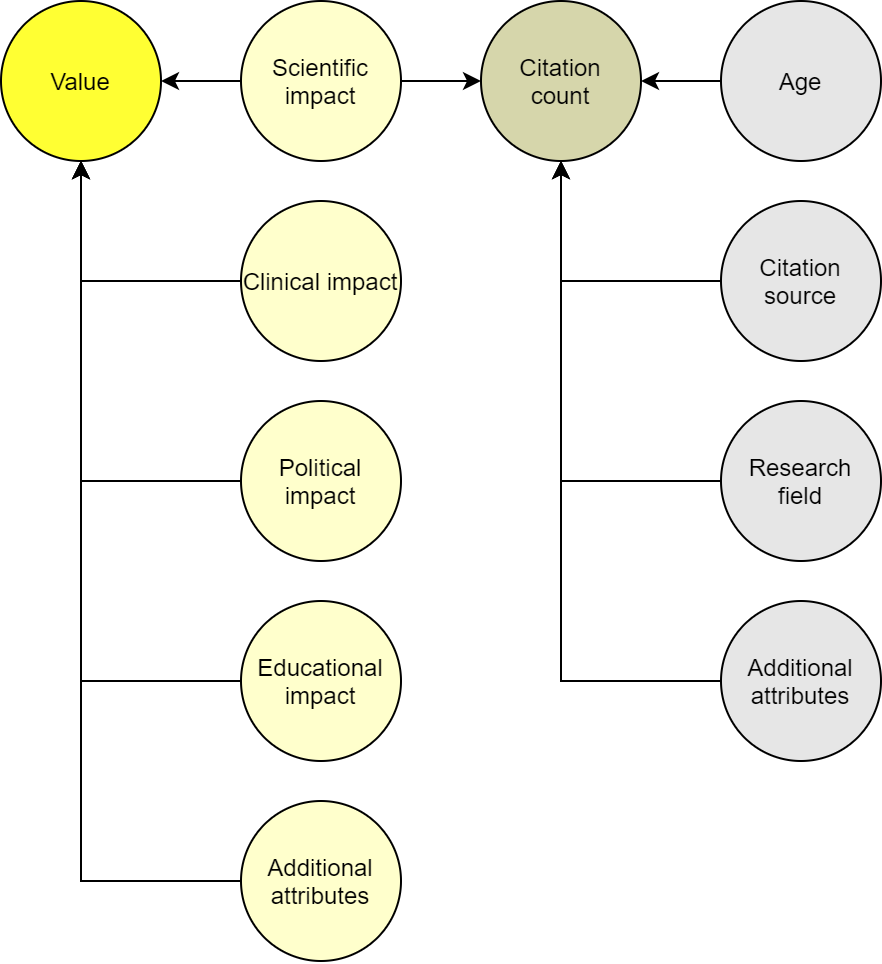 Value
Scientific
impact
Citation
count
Age
Clinical impact
Citation
source
Political
impact
Research
field
Educational
impact
Additional
attributes
Additional
attributes